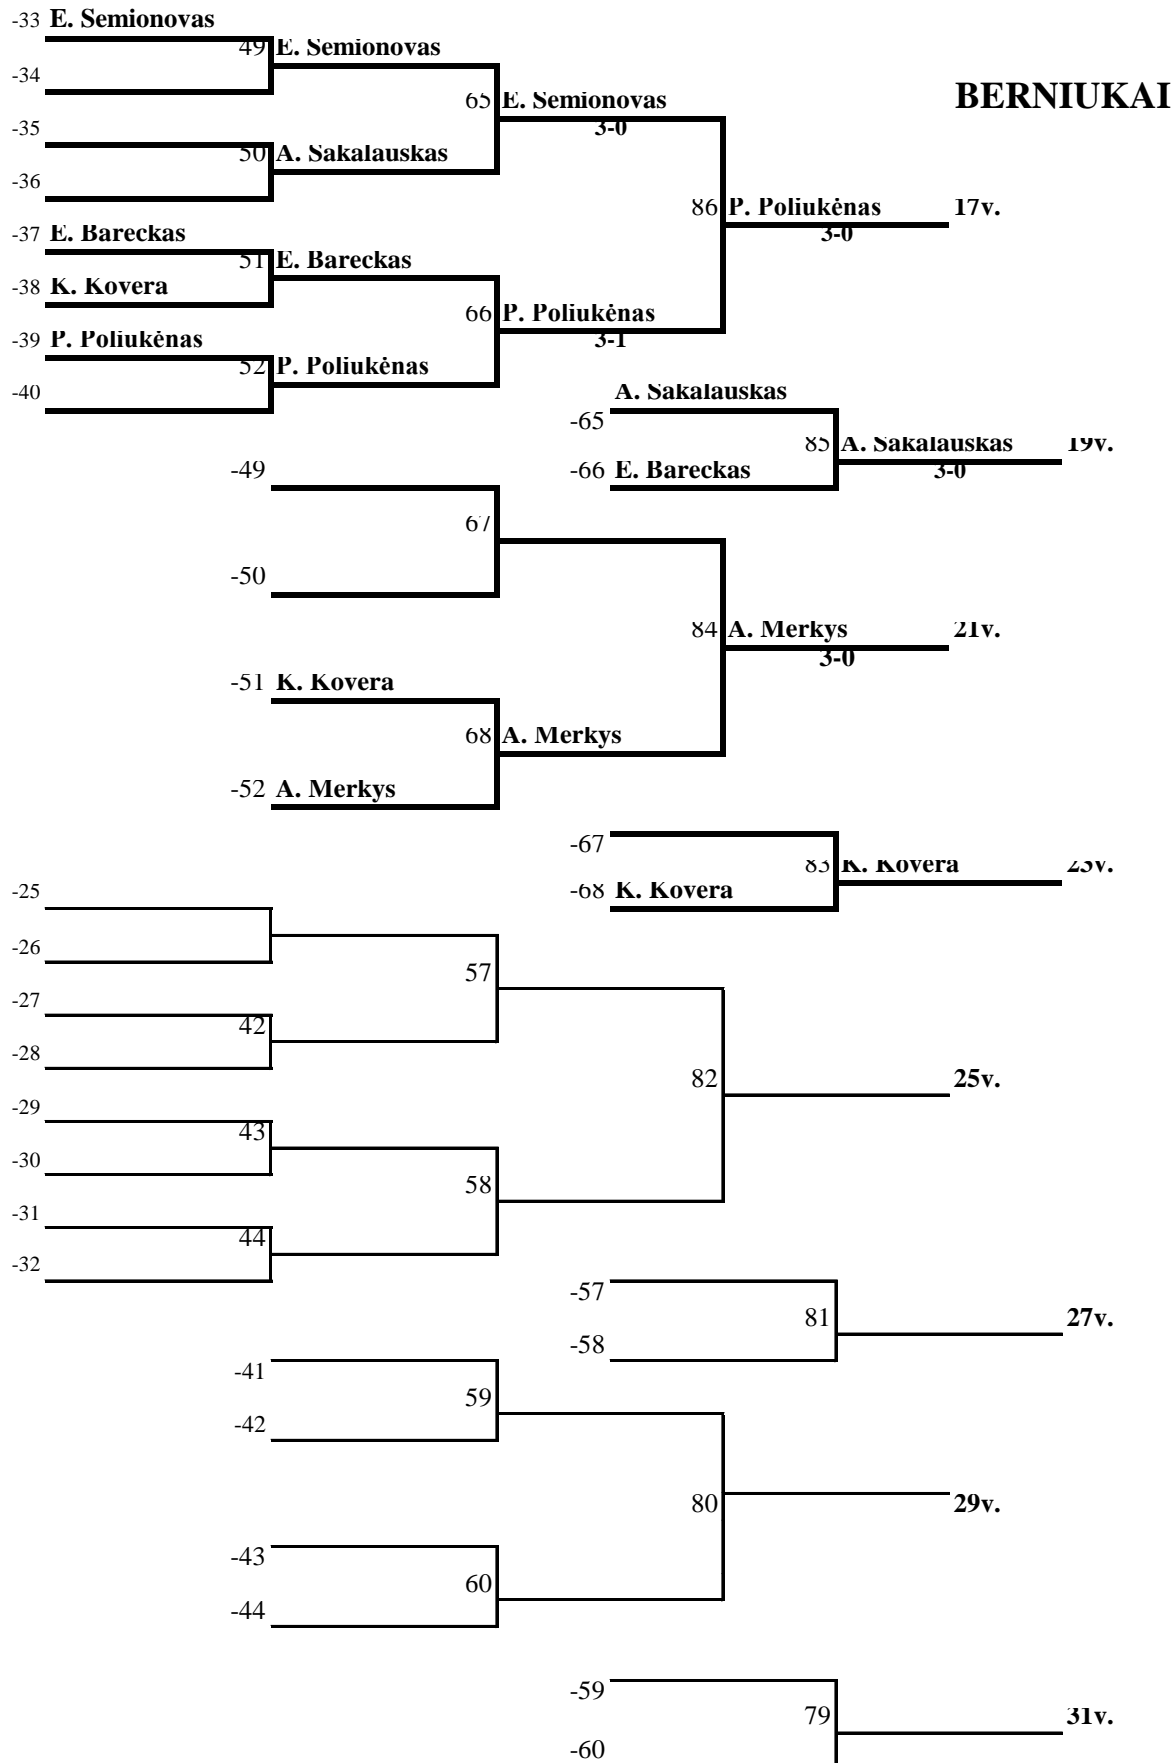 -33 E. Semionovas
49 E. Semionovas
-34
65 E. Semionovas
3-0
BERNIUKAI
-35
50 A. Sakalauskas
-36
86 P. Poliukėnas 17v.
3-0
-37 E. Bareckas
51 E. Bareckas
-38 K. Kovera
66 P. Poliukėnas
3-1
-39 P. Poliukėnas
52 P. Poliukėnas
-40
A. Sakalauskas
-65
85 A. Sakalauskas 19v.
3-0
-49
-66 E. Bareckas
67
-50
84 A. Merkys 21v.
3-0
-51 K. Kovera
68 A. Merkys
-52 A. Merkys
-67
83 K. Kovera 23v.
-68 K. Kovera
-25
-26
57
-27
42
-28
82 25v.
-29
43
-30
58
-31
44
-32
-57
81 27v.
-58
-41
59
-42
80 29v.
-43
60
-44
-59
79 31v.
-60